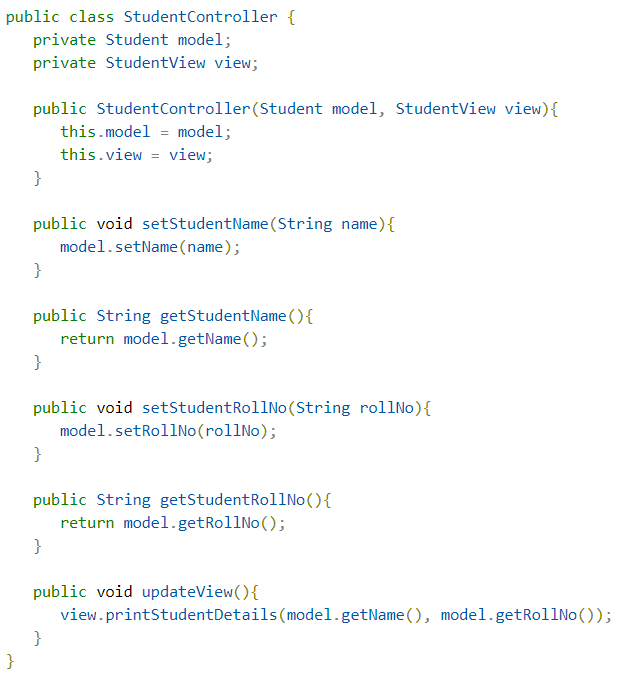 public class StudentController {
   private Student model;
   private StudentView view;

   public StudentController(Student model, StudentView view){
      this.model = model;
      this.view = view;
   }

   public void setStudentName(String name){
      model.setName(name);
   }

   public String getStudentName(){
      return model.getName();
   }

   public void setStudentRollNo(String rollNo){
      model.setRollNo(rollNo);
   }

   public String getStudentRollNo(){
      return model.getRollNo();
   }

   public void updateView(){
      view.printStudentDetails(model.getName(), model.getRollNo());
   }
}